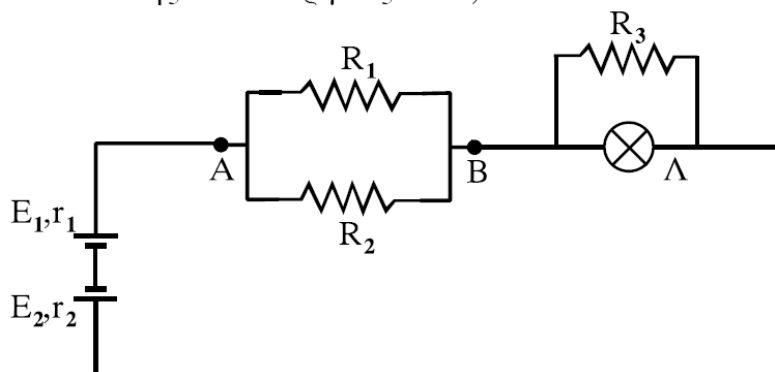 R₃
R₁
A
B
Λ
E₁,r₁
R₂
E₂,r₂